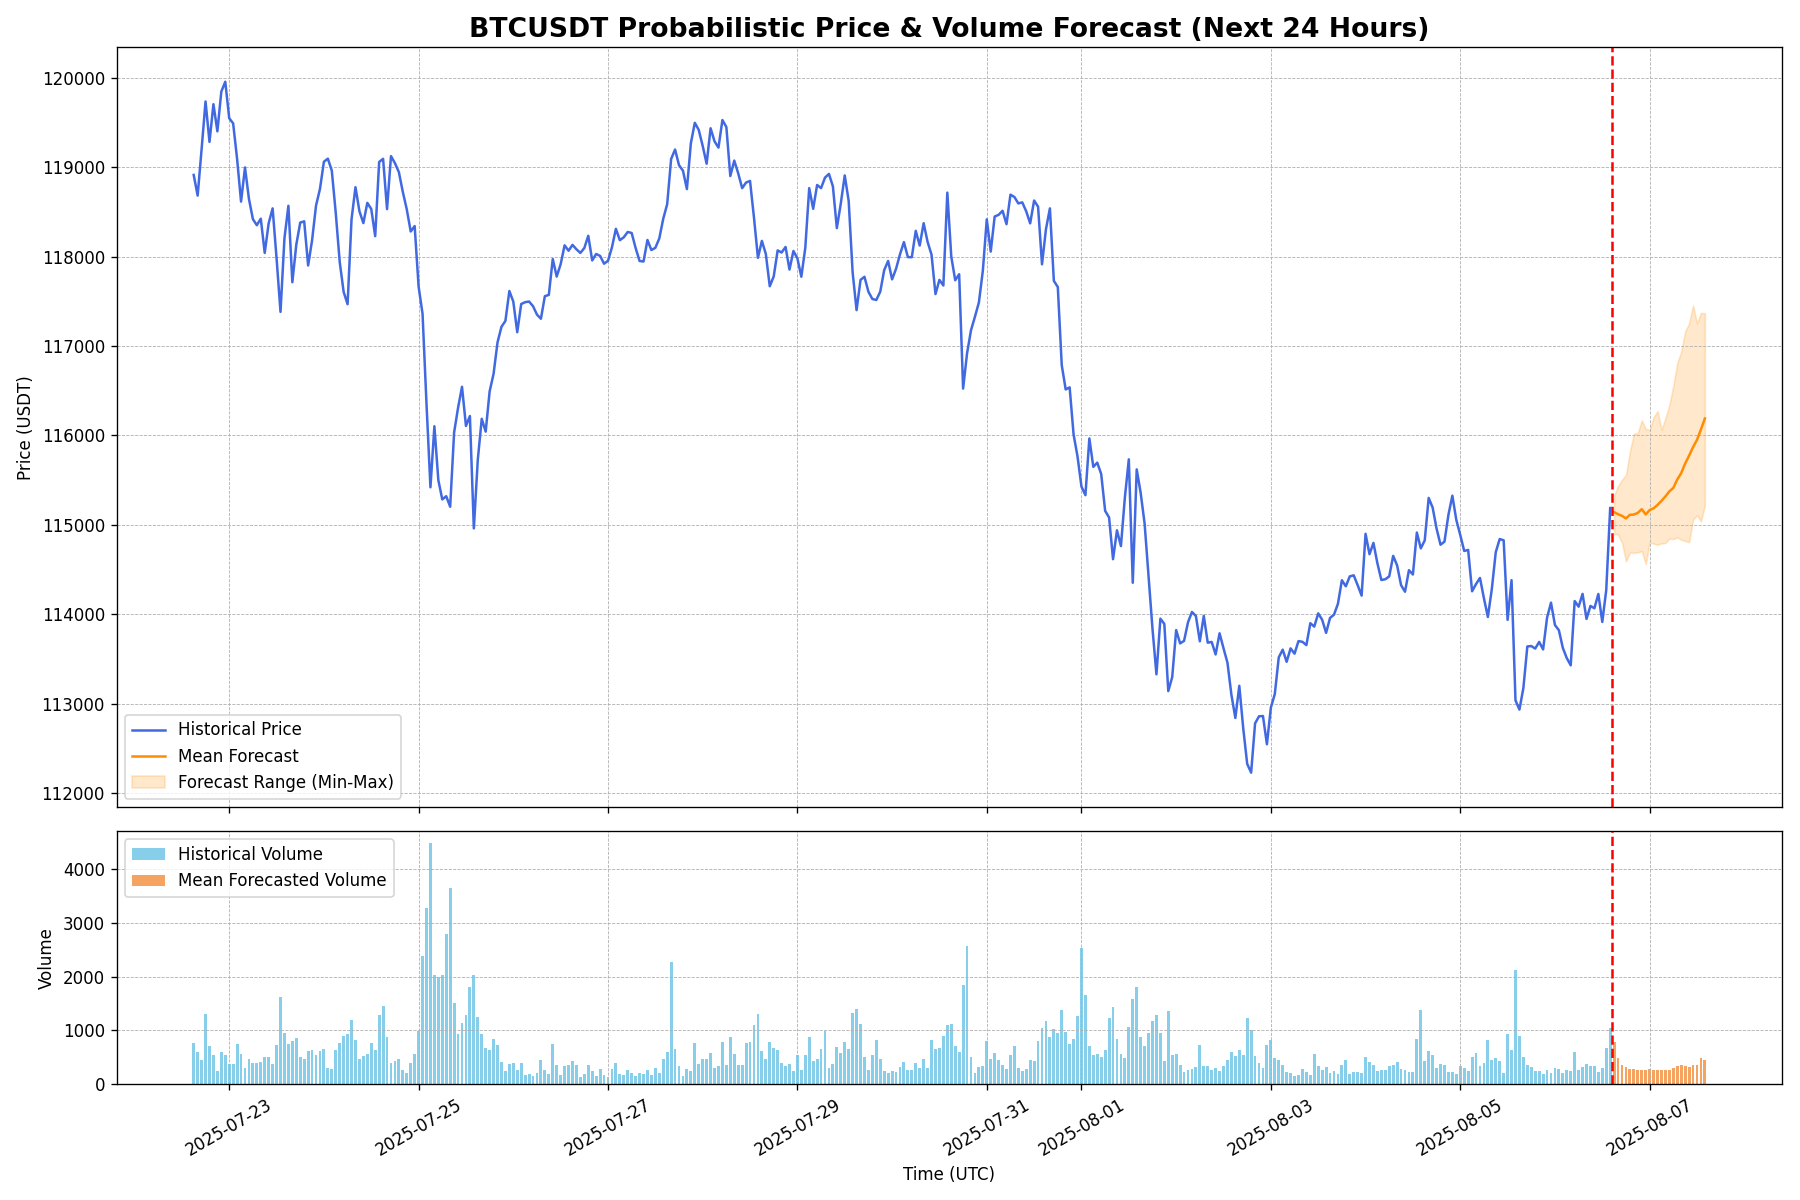 BTCUSDT Probabilistic Price & Volume Forecast (Next 24 Hours)
120000
119000
118000
117000
116000
115000
114000
113000
112000
Price (USDT)
Historical Price
Mean Forecast
Forecast Range (Min-Max)
4000
3000
2000
1000
0
Volume
Historical Volume
Mean Forecasted Volume
2025-07-23
2025-07-25
2025-07-27
2025-07-29
2025-07-31
2025-08-01
2025-08-03
2025-08-05
2025-08-07
Time (UTC)